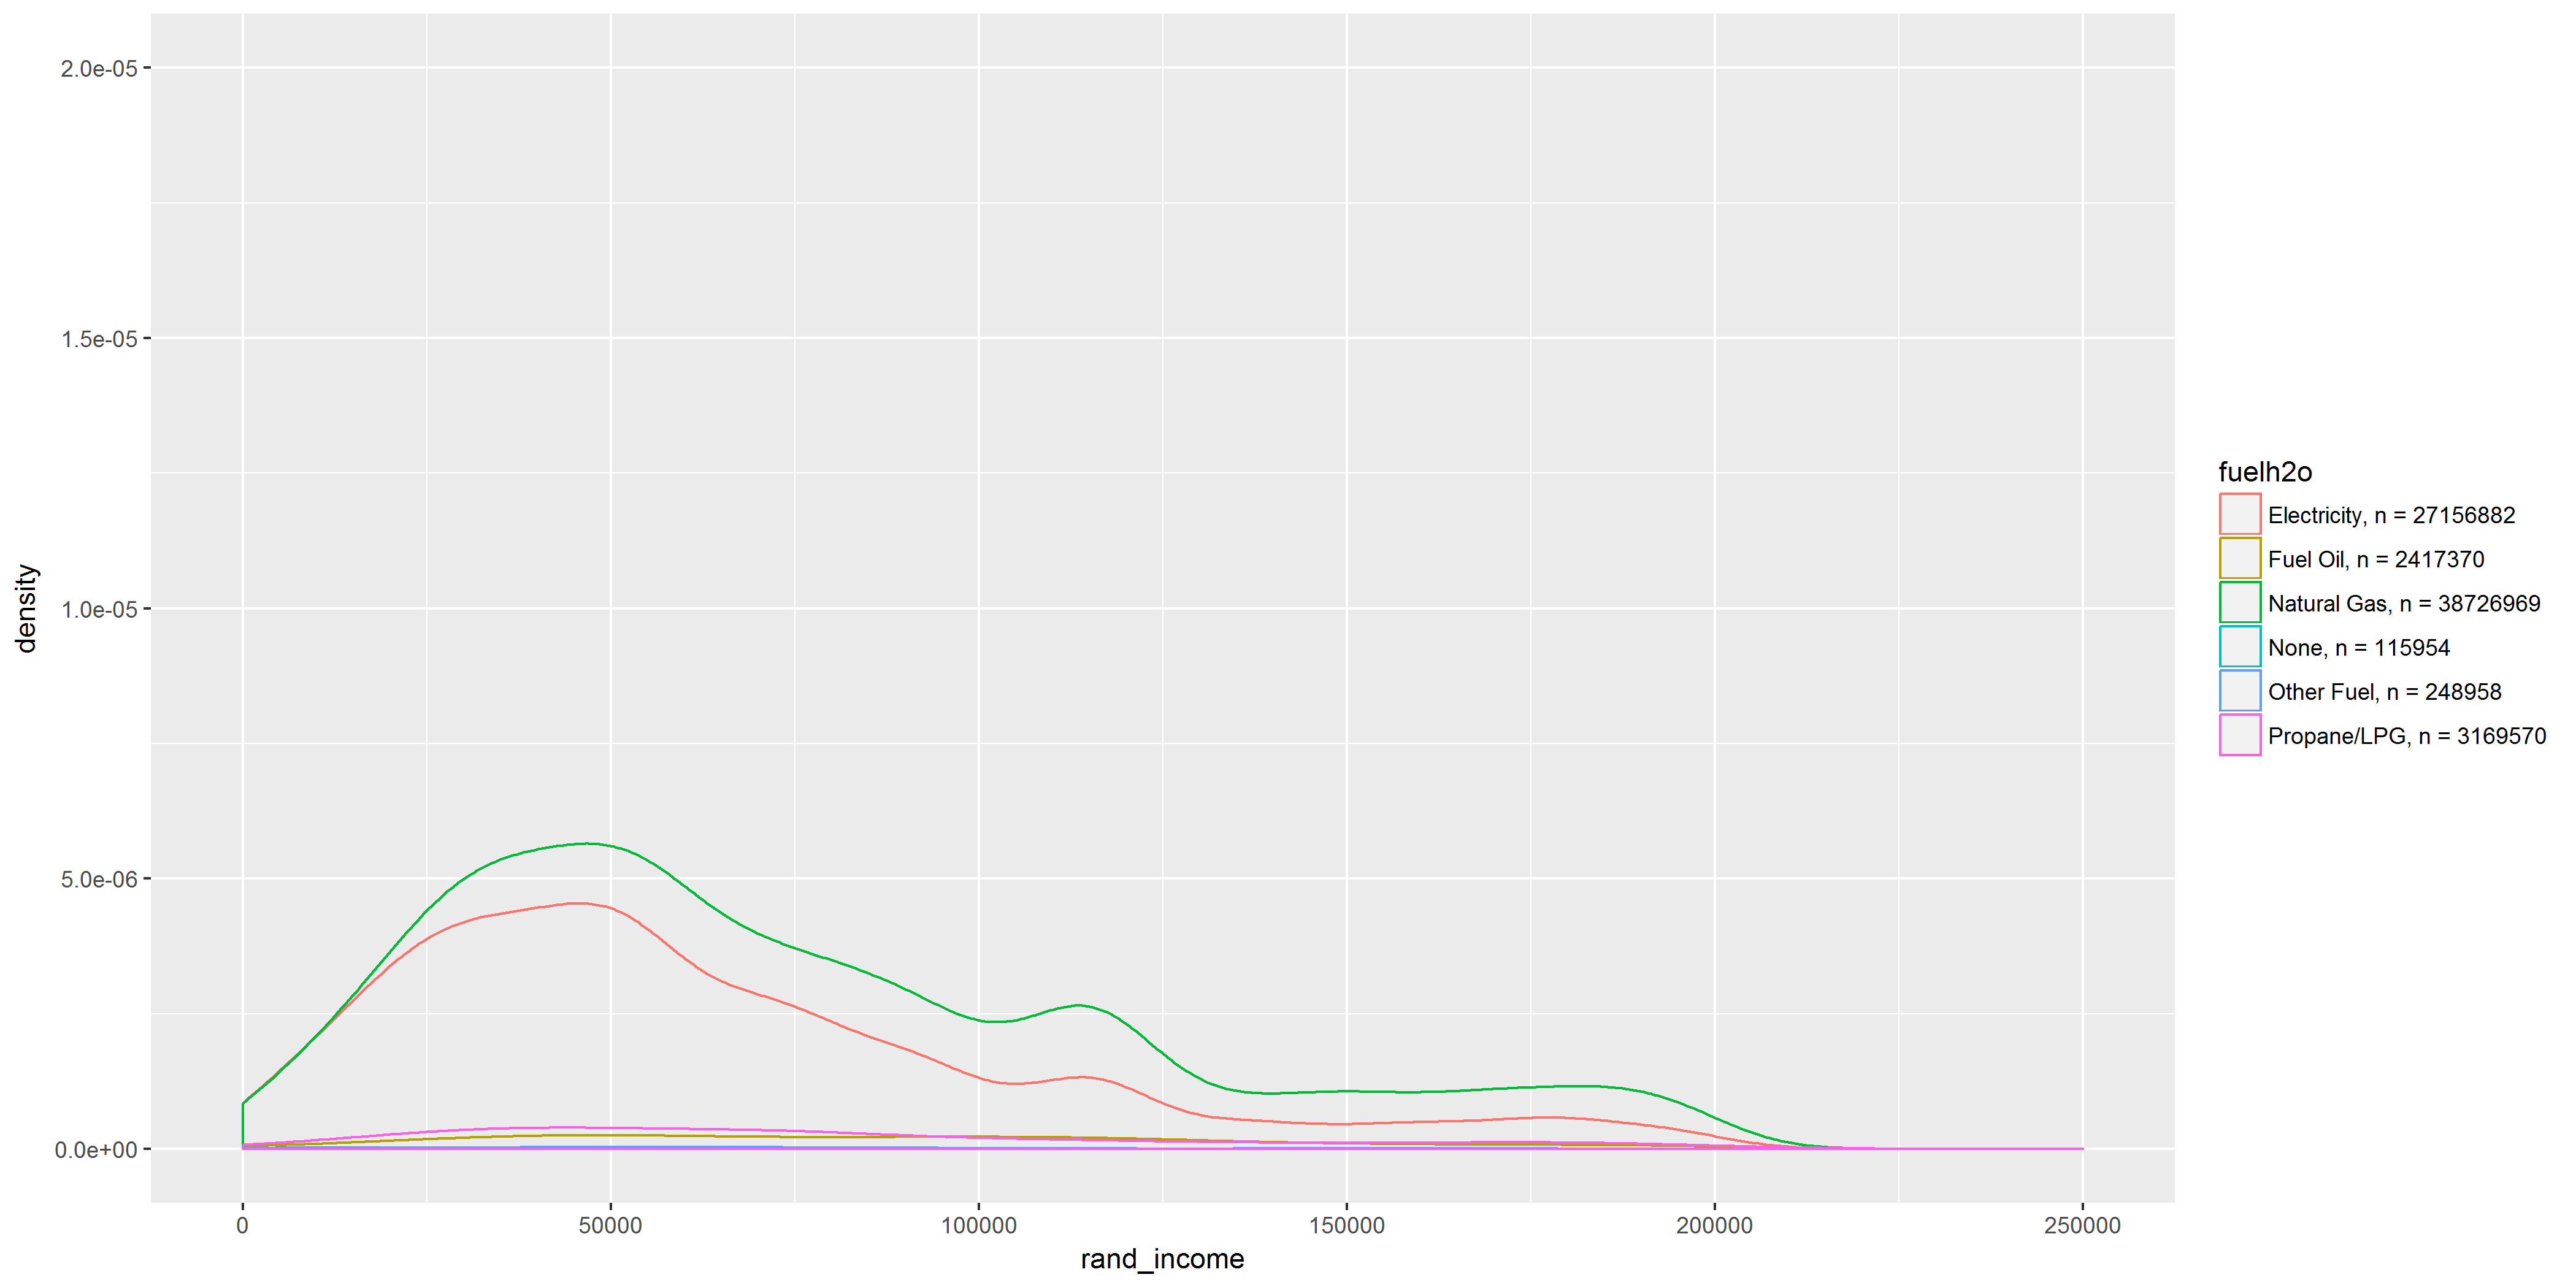 2.0e-05
1.5e-05
1.0e-05
5.0e-06
0.0e+00
density
0 50000 100000 150000 200000 250000
rand_income
fuelh2o
Electricity, n = 27156882
Fuel Oil, n = 2417370
Natural Gas, n = 38726969
None, n = 115954
Other Fuel, n = 248958
Propane/LPG, n = 3169570